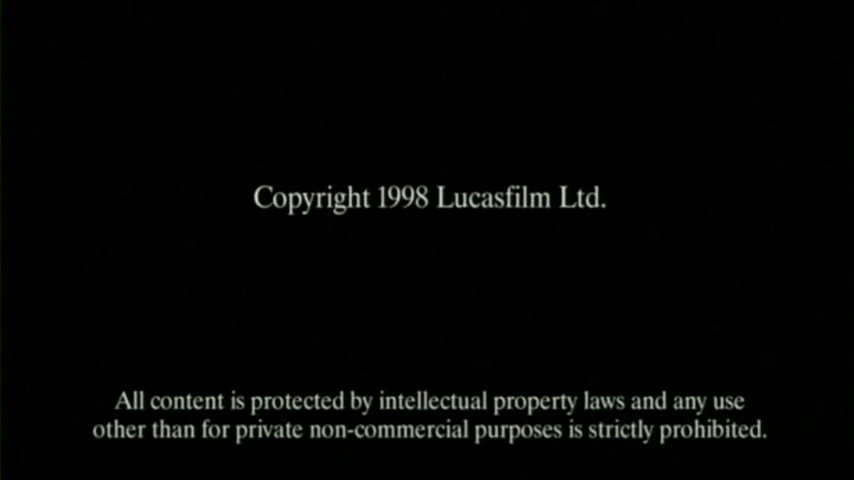 Copyright 1998 Lucasfilm Ltd.
All content is protected by intellectual property laws and any use
other than for private non-commercial purposes is strictly prohibited.